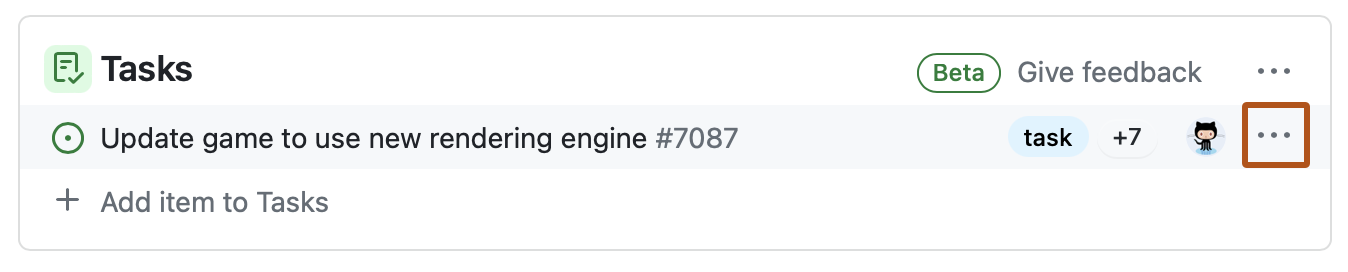 Tasks Beta Give feedback ...
Update game to use new rendering engine #7087 task +7 ...
+ Add item to Tasks